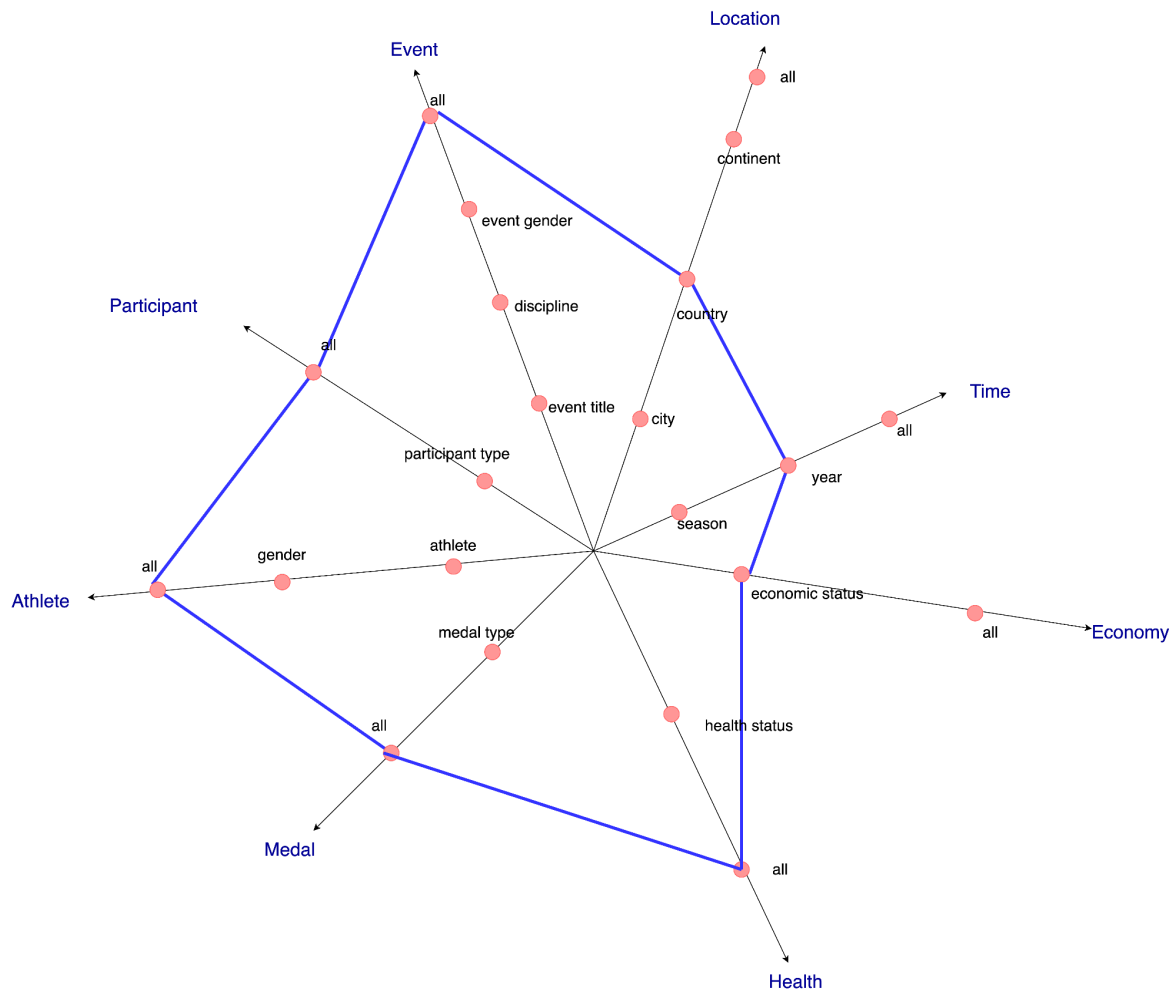 Location
Event
all
all
continent
event gender
Participant
discipline
country
all
Time
event title
city
all
participant type
year
season
athlete
gender
all
economic status
Athlete
medal type
all
Economy
all
health status
Medal
all
Health